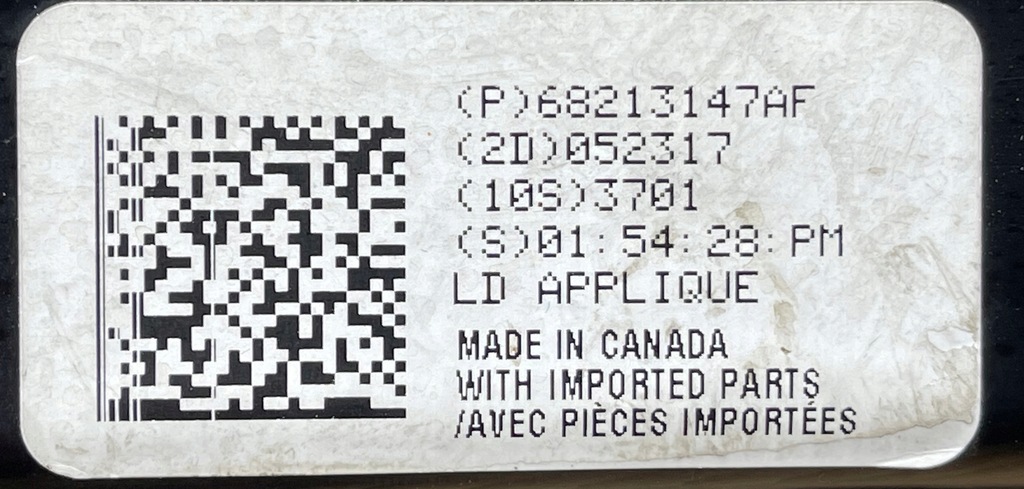 (P)68213147AF
(2D)052317
(10S)3701
(S)01:54:28:PM
LD APPLIQUE
MADE IN CANADA
WITH IMPORTED PARTS
/AVEC PIÈCES IMPORTÉES